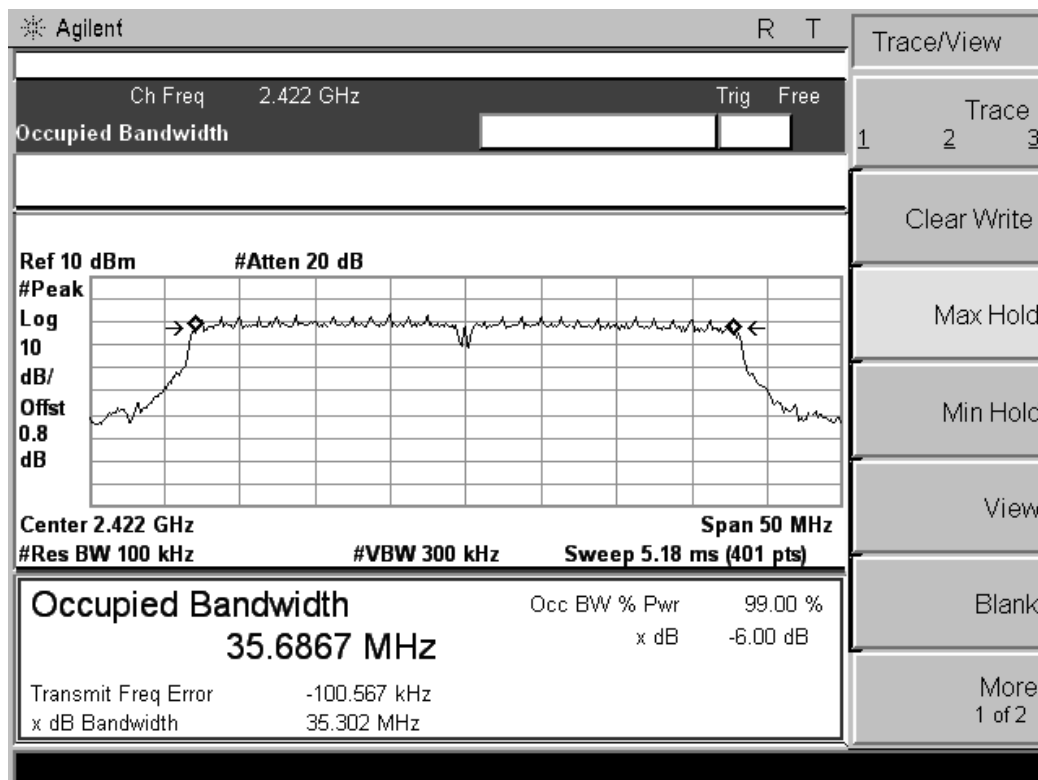 Agilent R T
Trace/View
Ch Freq 2.422 GHz Trig Free
Occupied Bandwidth
Trace
1 2 3
Clear Write
Max Hold
Min Hold
View
Blank
More
1 of 2
Ref 10 dBm #Atten 20 dB
#Peak
Log
10
dB/
Offst
0.8
dB
Center 2.422 GHz Span 50 MHz
#Res BW 100 kHz #VBW 300 kHz Sweep 5.18 ms (401 pts)
Occupied Bandwidth Occ BW % Pwr 99.00 %
35.6867 MHz x dB -6.00 dB
Transmit Freq Error -100.567 kHz
x dB Bandwidth 35.302 MHz